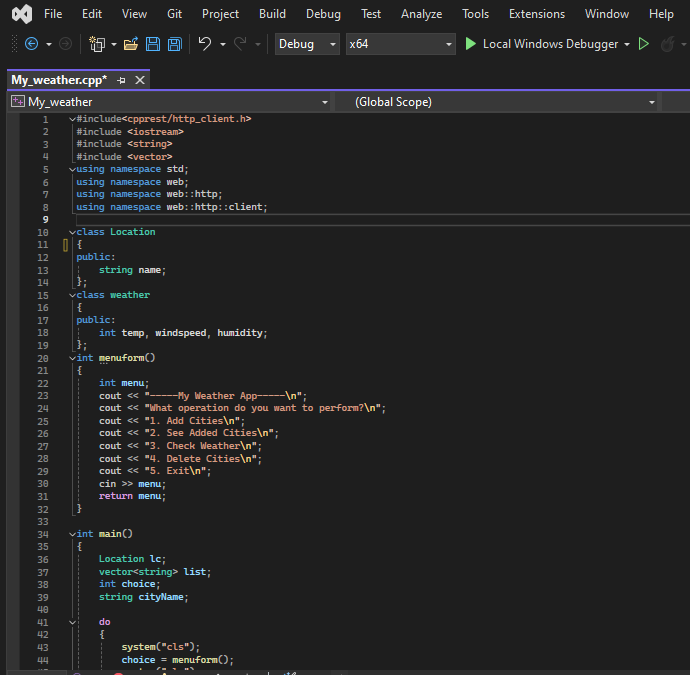 File Edit View Git Project Build Debug Test Analyze Tools Extensions Window Help
Debug x64 Local Windows Debugger
My_weather.cpp*
My_weather (Global Scope)
1 #include<cpprest/http_client.h>
2 #include <iostream>
3 #include <string>
4 #include <vector>
5 using namespace std;
6 using namespace web;
7 using namespace web::http;
8 using namespace web::http::client;
9
10 class Location
11 {
12 public:
13 string name;
14 };
15 class weather
16 {
17 public:
18 int temp, windspeed, humidity;
19 };
20 int menuform()
21 {
22 int menu;
23 cout << "-----My Weather App-----\n";
24 cout << "What operation do you want to perform?\n";
25 cout << "1. Add Cities\n";
26 cout << "2. See Added Cities\n";
27 cout << "3. Check Weather\n";
28 cout << "4. Delete Cities\n";
29 cout << "5. Exit\n";
30 cin >> menu;
31 return menu;
32 }
33
34 int main()
35 {
36 Location lc;
37 vector<string> list;
38 int choice;
39 string cityName;
40
41 do
42 {
43 system("cls");
44 choice = menuform();